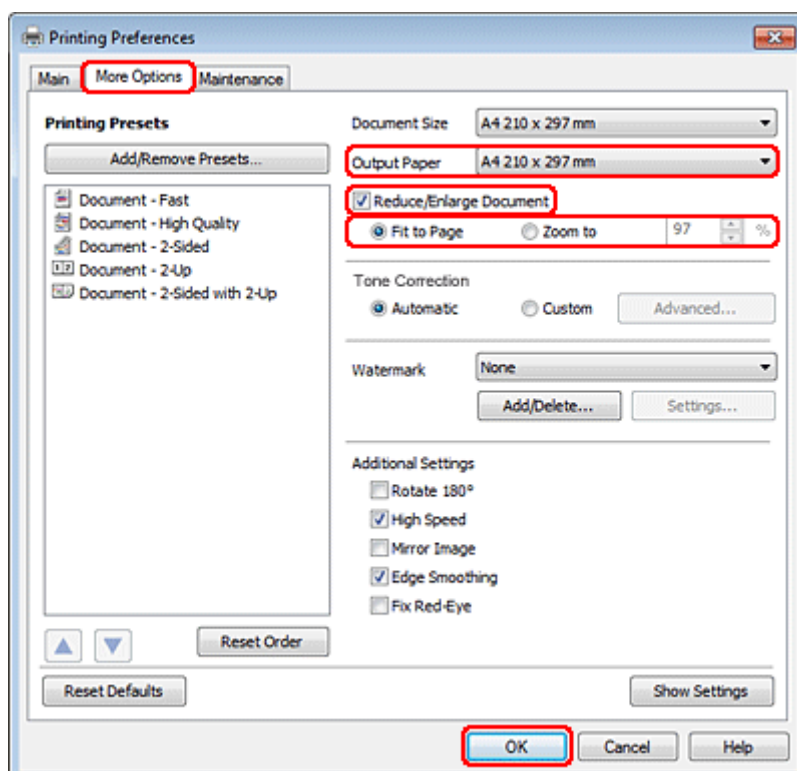 Printing Preferences
Main
More Options
Maintenance
Printing Presets
Add/Remove Presets...
Document - Fast
Document - High Quality
Document - 2-Sided
Document - 2-Up
Document - 2-Sided with 2-Up
Reset Order
Document Size
A4 210 x 297 mm
Output Paper
A4 210 x 297 mm
Reduce/Enlarge Document
Fit to Page
Zoom to
97
%
Tone Correction
Automatic
Custom
Advanced...
Watermark
None
Add/Delete...
Settings...
Additional Settings
Rotate 180°
High Speed
Mirror Image
Edge Smoothing
Fix Red-Eye
Reset Defaults
Show Settings
OK
Cancel
Help